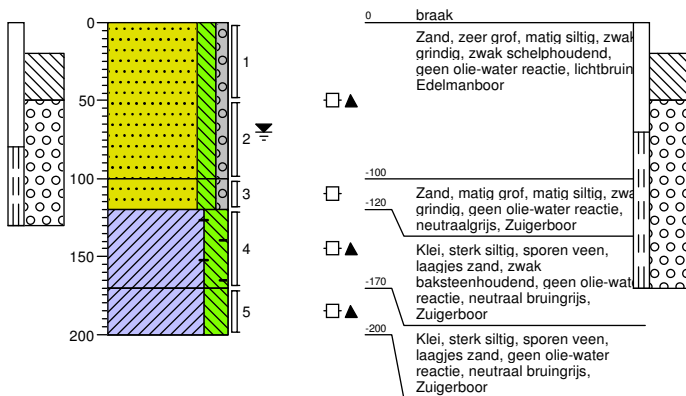 0
50
100
150
200
1
2
3
4
5
0
braak
Zand, zeer grof, matig siltig, zwak
grindig, zwak schelphoudend,
geen olie-water reactie, lichtbruin,
Edelmanboor
-100
Zand, matig grof, matig siltig, zwak
grindig, geen olie-water reactie,
neutraalgrijs, Zuigerboor
-120
Klei, sterk siltig, sporen veen,
laagjes zand, zwak
baksteenhoudend, geen olie-water
reactie, neutraal bruingrijs,
Zuigerboor
-170
Klei, sterk siltig, sporen veen,
laagjes zand, geen olie-water
reactie, neutraal bruingrijs,
Zuigerboor
-200